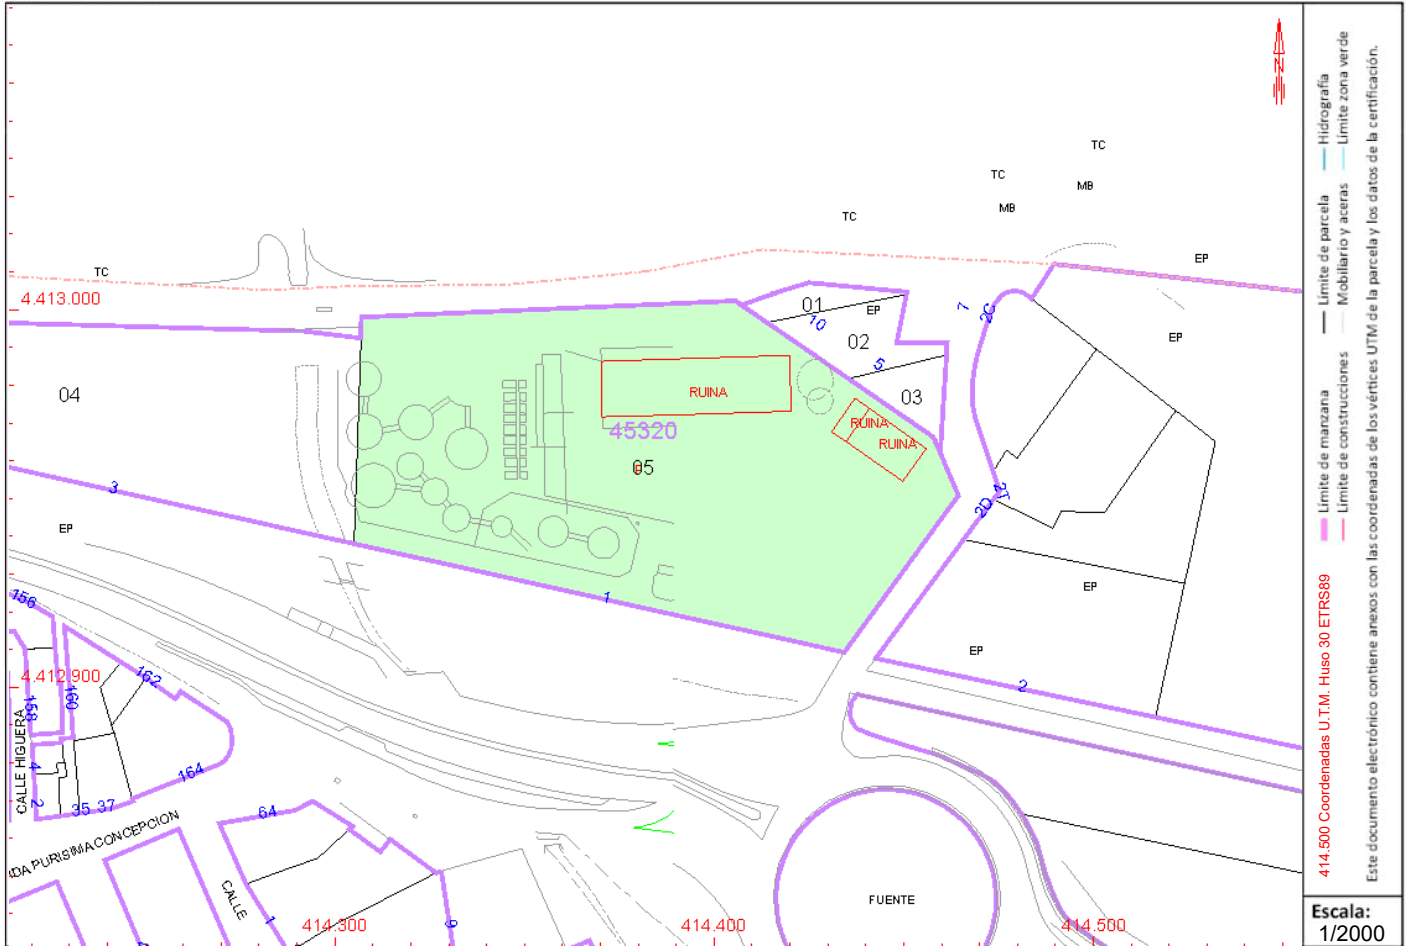 N
TC
TC
MB
MB
TC
EP
TC
4.413.000
01
10
EP
02
5
03
1
2C
EP
04
RUINA
RUINA
RUINA
45320
05
E
3
EP
2T
2D
1
EP
EP
2
156
162
4.412.900
158
160
CALLE HIGUERA
4
2
35
37
164
64
DA PURISIMA CONCEPCION
CALLE
1
9
FUENTE
414.300
414.400
414.500
Hidrografía
Límite zona verde
Límite de parcela
Mobiliario y aceras
Límite de manzana
Límite de construcciones
414.500 Coordenadas U.T.M. Huso 30 ETRS89
Este documento electrónico contiene anexos con las coordenadas de los vértices UTM de la parcela y los datos de la certificación.
Escala:
1/2000